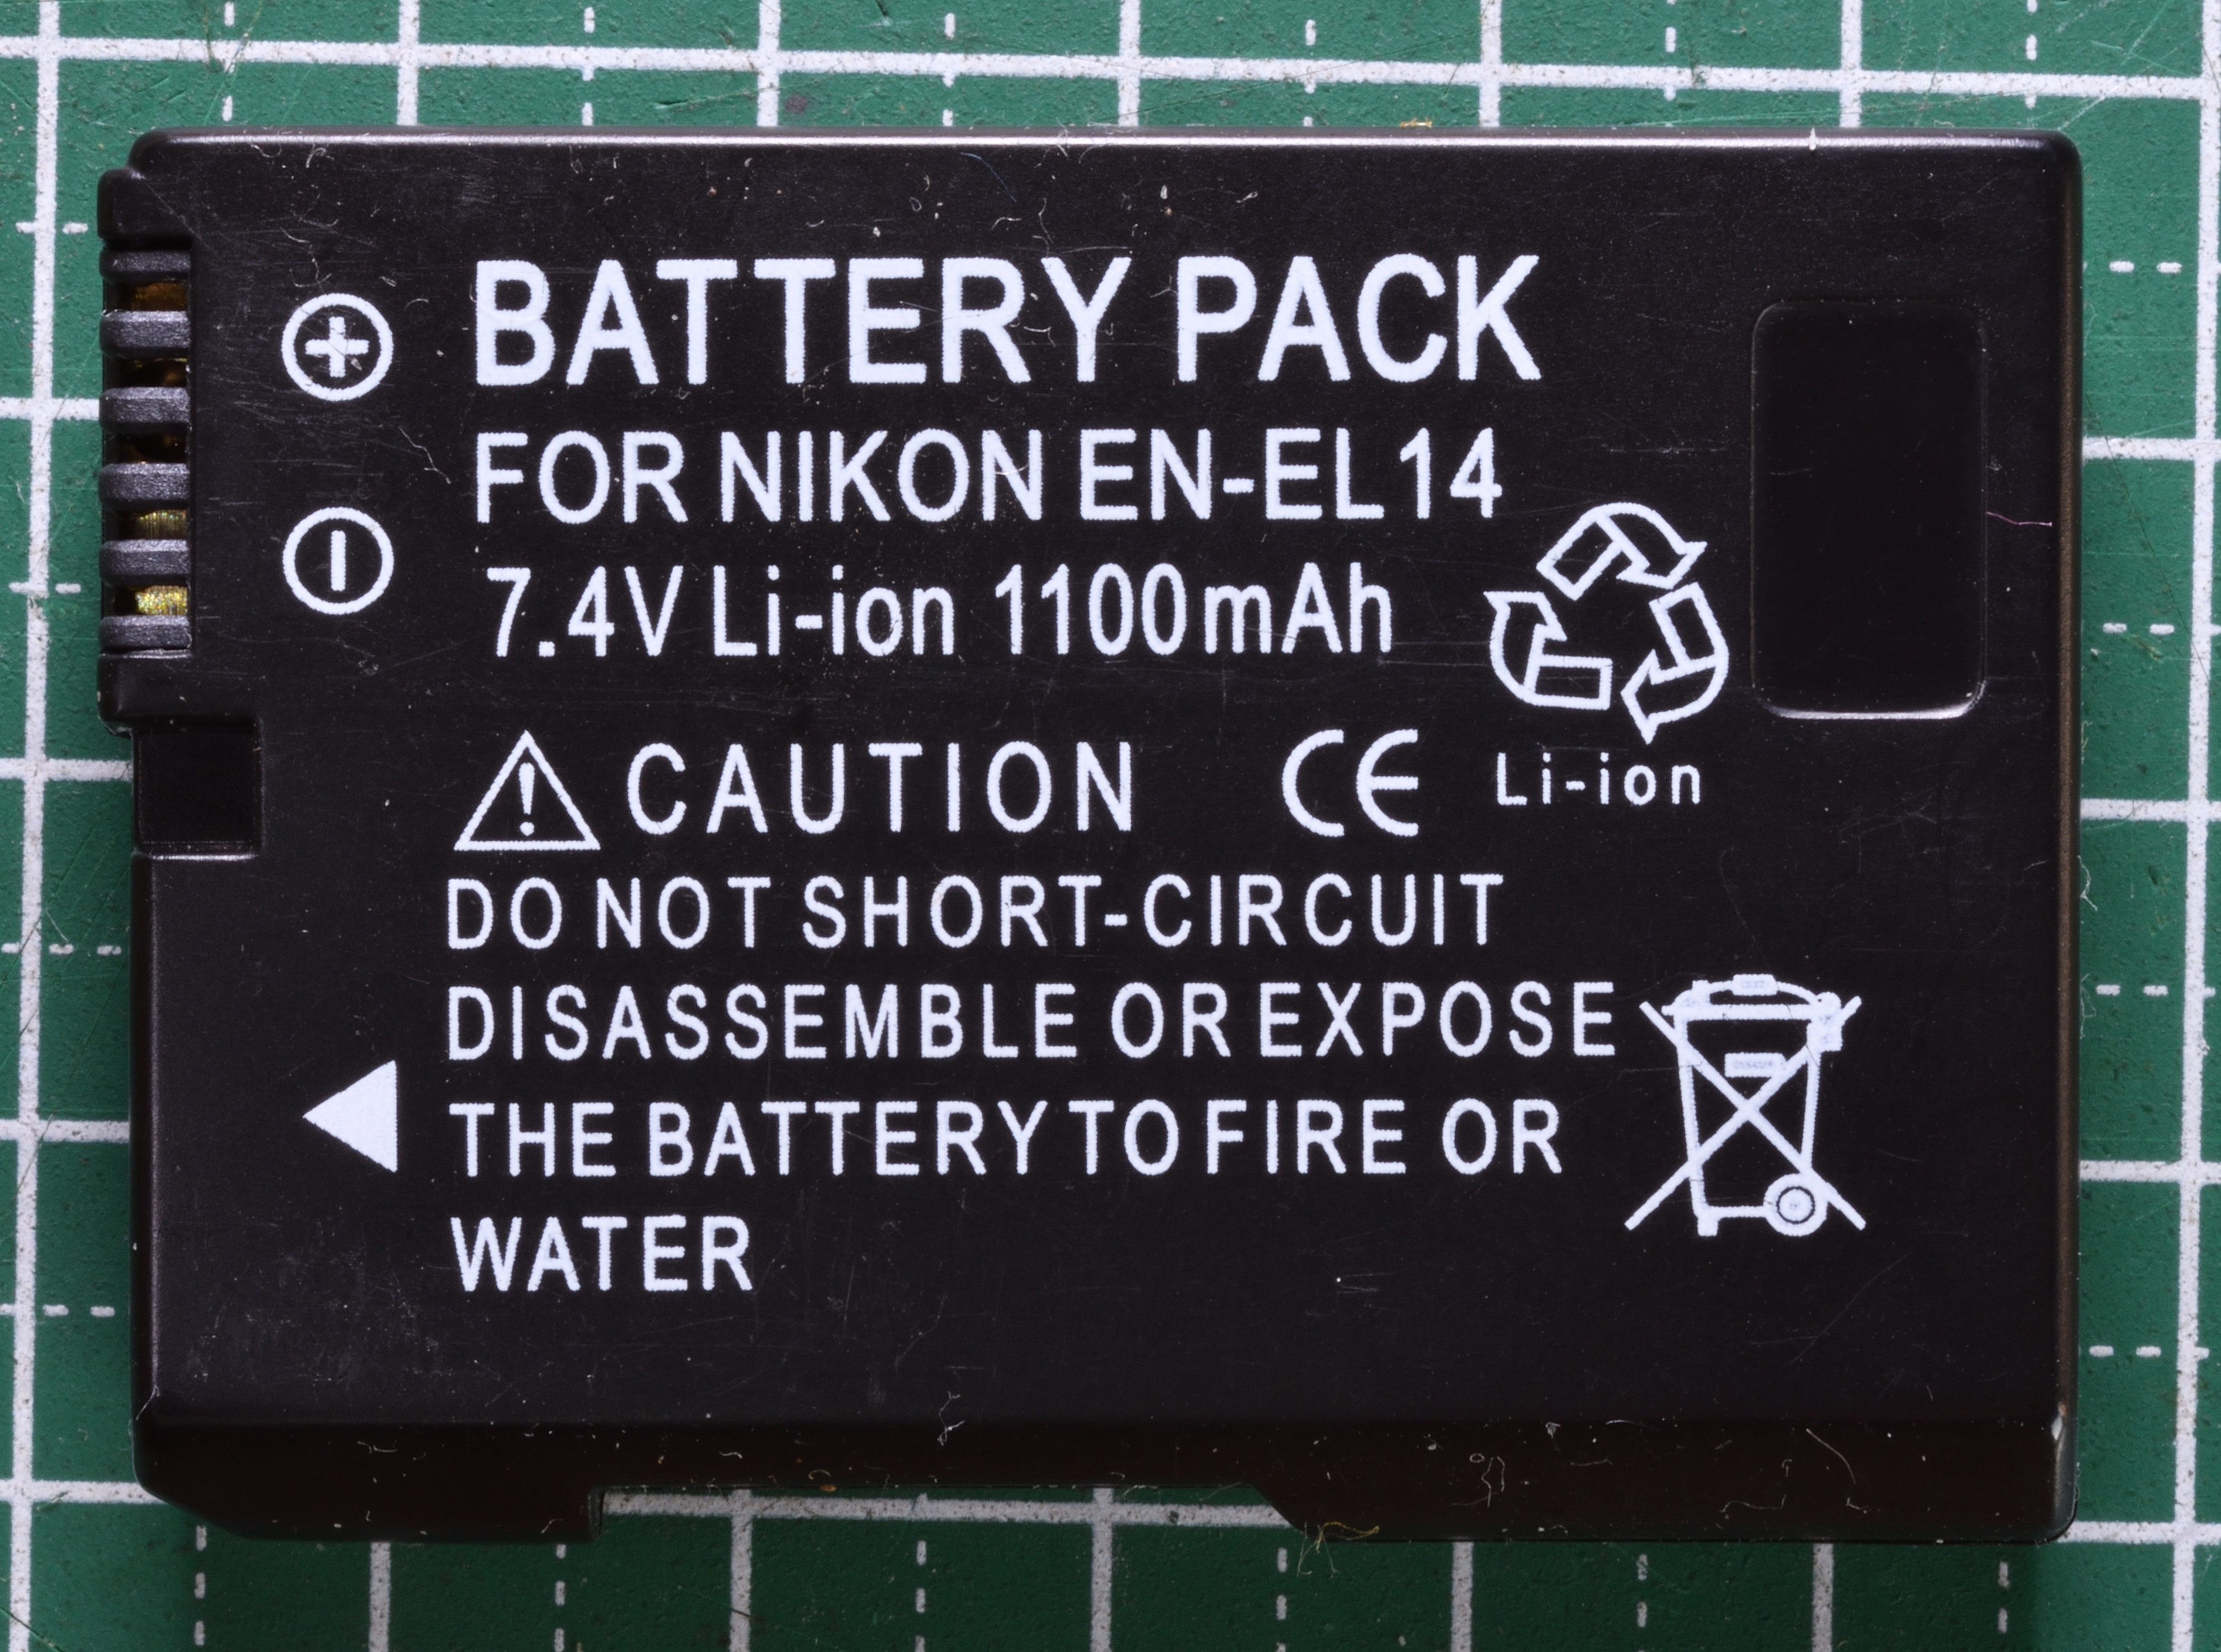 BATTERY PACK
FOR NIKON EN-EL14
7.4V Li-ion 1100mAh
CAUTION CE Li-ion
DO NOT SHORT-CIRCUIT
DISASSEMBLE OR EXPOSE
THE BATTERY TO FIRE OR
WATER